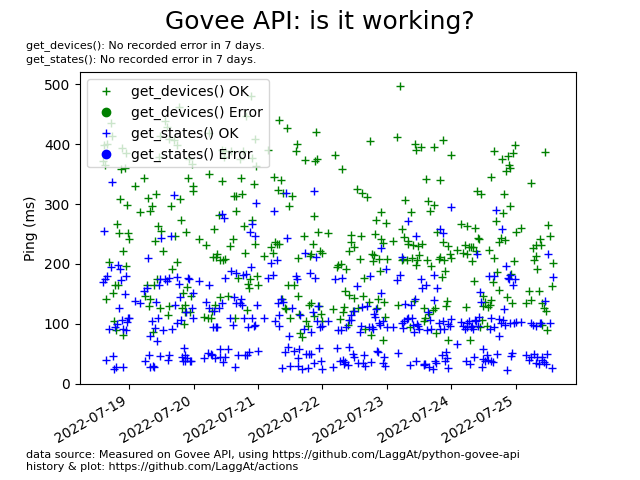 Govee API: is it working?
get_devices(): No recorded error in 7 days.
get_states(): No recorded error in 7 days.
get_devices() OK
get_devices() Error
get_states() OK
get_states() Error
Ping (ms)
500
400
300
200
100
0
2022-07-19
2022-07-20
2022-07-21
2022-07-22
2022-07-23
2022-07-24
2022-07-25
data source: Measured on Govee API, using https://github.com/LaggAt/python-govee-api
history & plot: https://github.com/LaggAt/actions